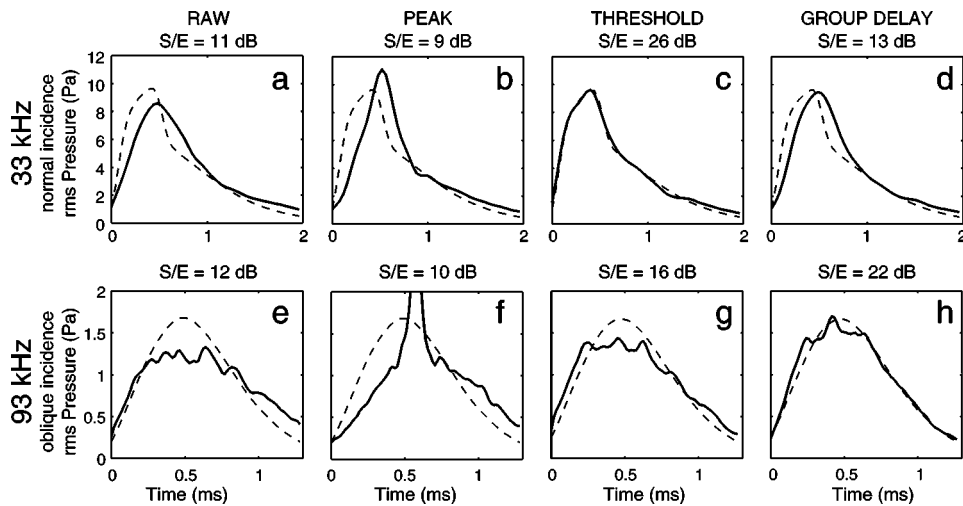 RAW PEAK THRESHOLD GROUP DELAY
S/E = 11 dB S/E = 9 dB S/E = 26 dB S/E = 13 dB
33 kHz
normal incidence
rms Pressure (Pa)
12
10
8
6
4
2
0
a b c d
0 1 2 0 1 2 0 1 2 0 1 2
S/E = 12 dB S/E = 10 dB S/E = 16 dB S/E = 22 dB
93 kHz
oblique incidence
rms Pressure (Pa)
2
1.5
1
0.5
0
e f g h
0 0.5 1 0 0.5 1 0 0.5 1 0 0.5 1
Time (ms) Time (ms) Time (ms) Time (ms)